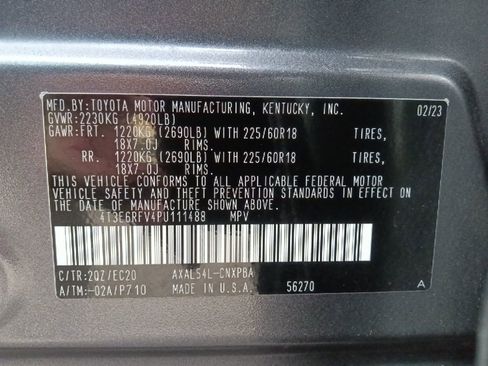 MFD.BY:TOYOTA MOTOR MANUFACTURING, KENTUCKY, INC. 02/23
GVWR:2230KG (4920LB)
GAWR:FRT. 1220KG (2690LB) WITH 225/60R18 TIRES,
18X7.0J RIMS.
RR. 1220KG (2690LB) WITH 225/60R18 TIRES,
18X7.0J RIMS.
THIS VEHICLE CONFORMS TO ALL APPLICABLE FEDERAL MOTOR
VEHICLE SAFETY AND THEFT PREVENTION STANDARDS IN EFFECT ON
THE DATE OF MANUFACTURE SHOWN ABOVE.
4T3E6RFV4PU111488 MPV
C/TR:2QZ/EC20 AXAL54L-CNXPBA
A/TM:-02A/P710 MADE IN U.S.A. 56270 A